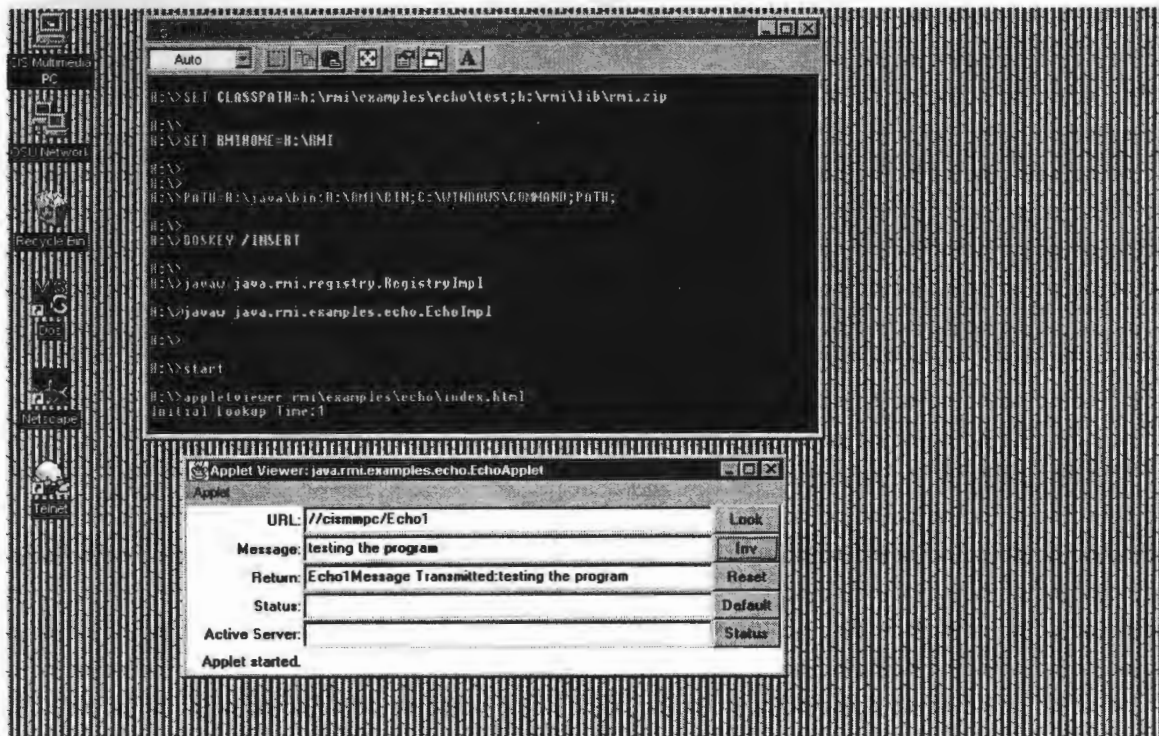 CIS Multimedia
PC
OSU Network
Recycle Bin
MS
Dos
Netscape
Telnet
Auto
A
H:\>SET CLASSPATH=h:\rmi\examples\echo\test;h:\rmi\lib\rmi.zip
H:\>
H:\>SET RMIHOME=H:\RMI
H:\>
H:\>
H:\>PATH=H:\java\bin;H:\RMI\BIN;C:\WINDOWS\COMMAND;PATH;
H:\>
H:\>DOSKEY /INSERT
H:\>
H:\>javaw java.rmi.registry.RegistryImpl
H:\>javaw java.rmi.examples.echo.EchoImpl
H:\>
H:\>start
H:\>appletviewer rmi\examples\echo\index.html
Initial Lookup Time:1
Applet Viewer: java.rmi.examples.echo.EchoApplet
Applet
URL: //cismmpc/Echo1 Look
Message: testing the program Inv
Return: Echo1Message Transmitted:testing the program Reset
Status: Default
Active Server: Status
Applet started.